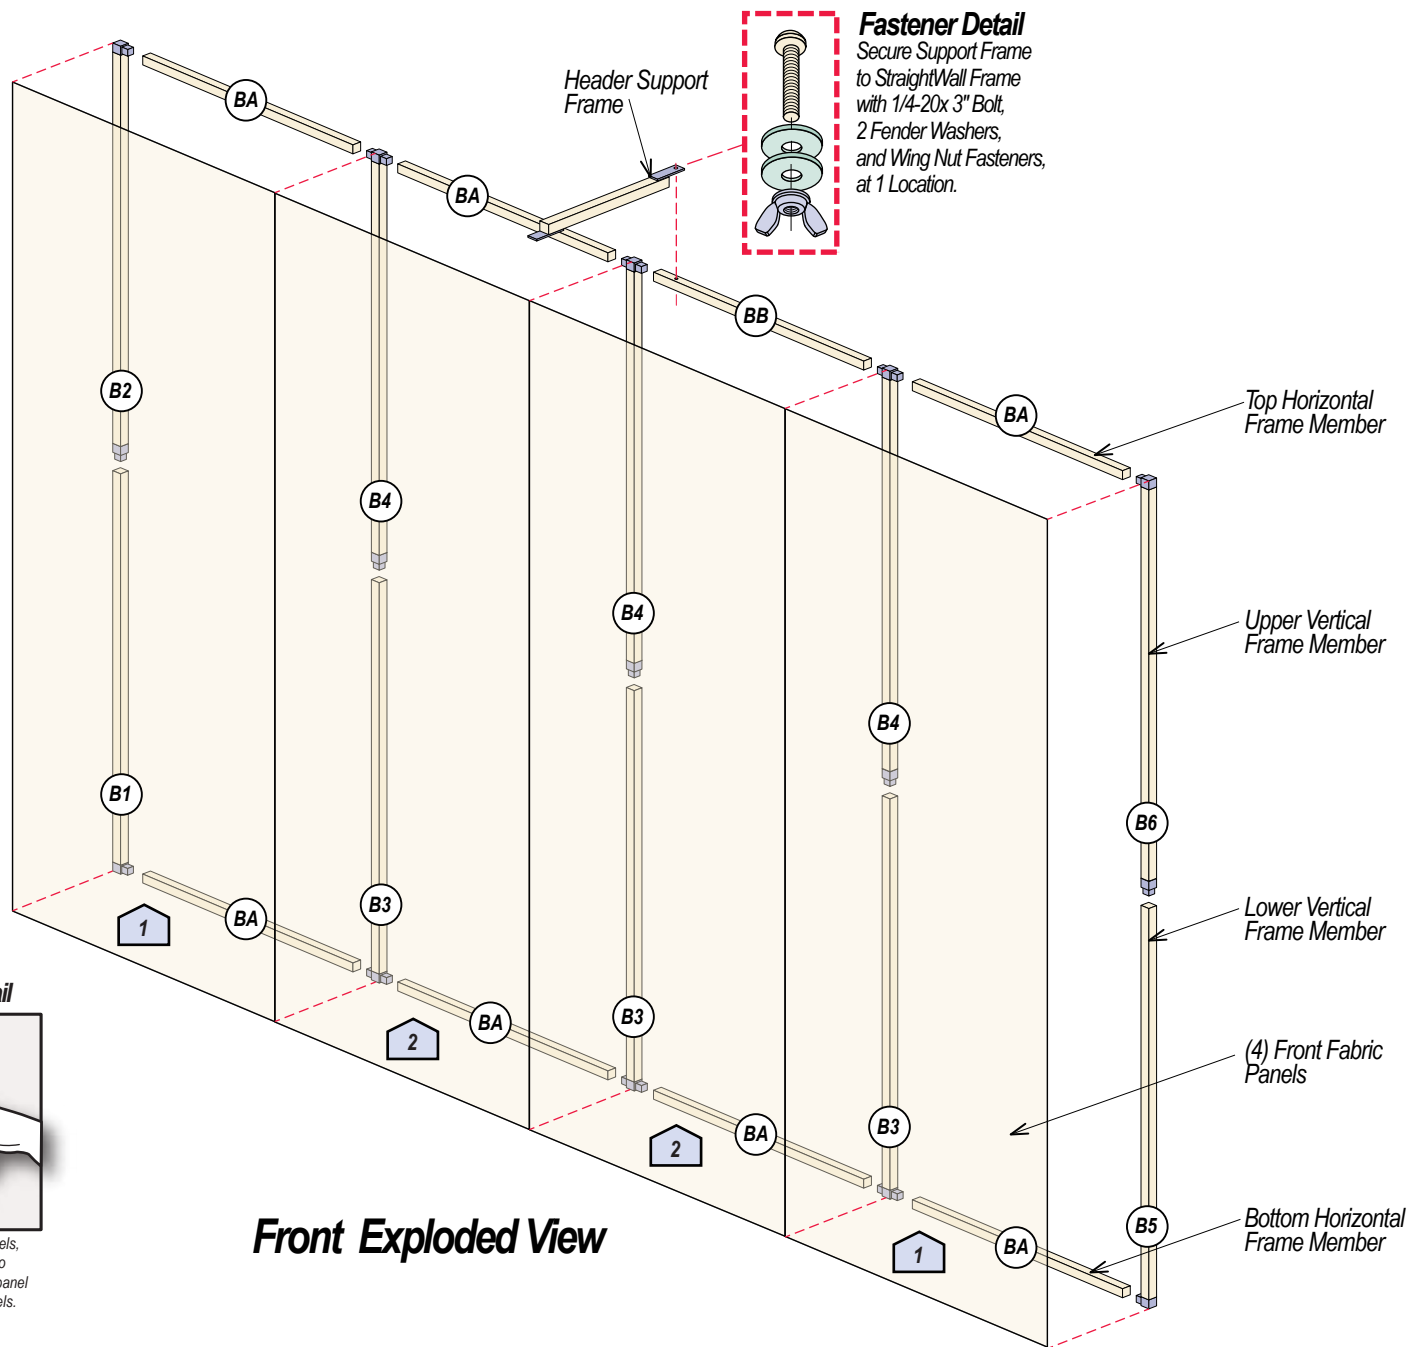 Fastener Detail
Secure Support Frame
to StraightWall Frame
with 1/4-20x 3" Bolt,
2 Fender Washers,
and Wing Nut Fasteners,
at 1 Location.
Header Support
Frame
BA
BA
BB
BA
Top Horizontal
Frame Member
B2
B4
B4
B4
Upper Vertical
Frame Member
B6
B1
B3
B3
B3
Lower Vertical
Frame Member
B5
(4) Front Fabric
Panels
BA
BA
BA
BA
Bottom Horizontal
Frame Member
1
2
2
1
Front Exploded View
panel